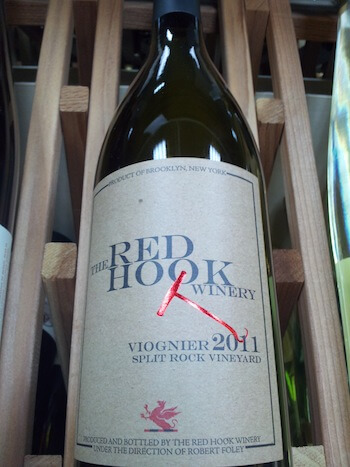 PRODUCT OF BROOKLYN, NEW YORK
THE RED
HOOK
WINERY
VIOGNIER 2011
SPLIT ROCK VINEYARD
PRODUCED AND BOTTLED BY THE RED HOOK WINERY
UNDER THE DIRECTION OF ROBERT FOLEY